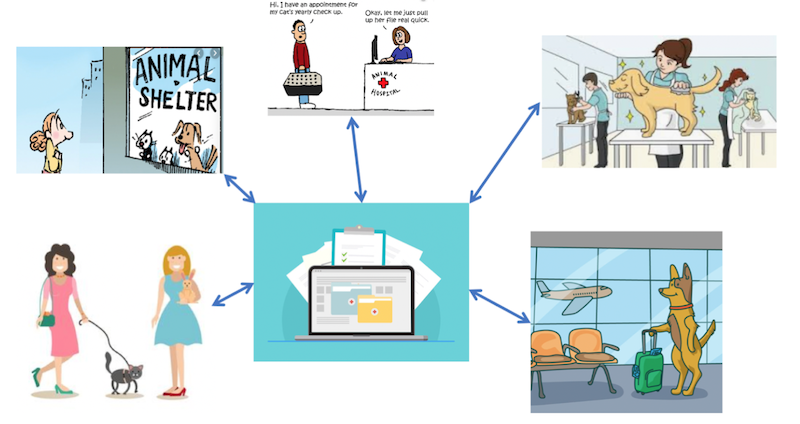 Hi, I have an appointment for
my cat's yearly check up.
Okay, let me just pull
up her file real quick.
ANIMAL
SHELTER
ANIMAL
HOSPITAL